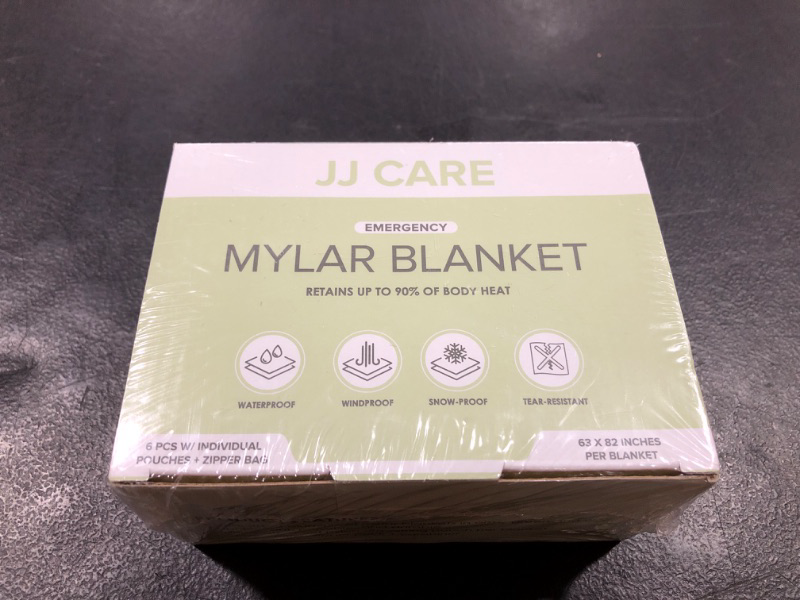 JJ CARE
EMERGENCY
MYLAR BLANKET
RETAINS UP TO 90% OF BODY HEAT
WATERPROOF
WINDPROOF
SNOW-PROOF
TEAR-RESISTANT
6 PCS W/ INDIVIDUAL
POUCHES + ZIPPER BAG
63 X 82 INCHES
PER BLANKET